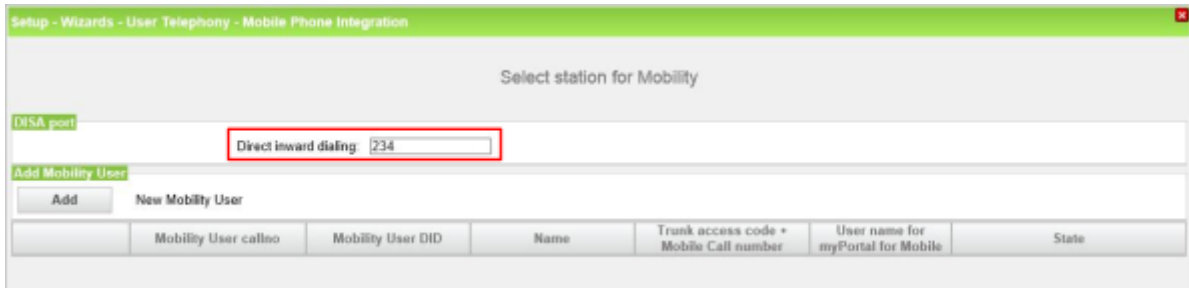 Setup - Wizards - User Telephony - Mobile Phone Integration
Select station for Mobility
DISA port
Direct inward dialing: 234
Add Mobility User
Add New Mobility User
Mobility User callno Mobility User DID Name Trunk access code + Mobile Call number User name for myPortal for Mobile State